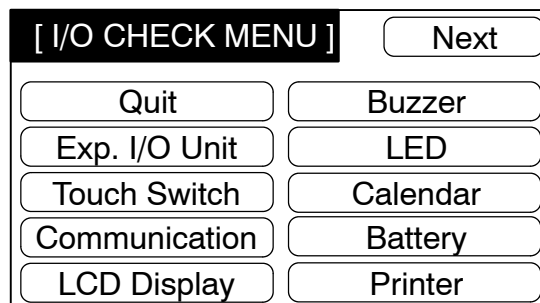 [ I/O CHECK MENU ] Next
Quit Buzzer
Exp. I/O Unit LED
Touch Switch Calendar
Communication Battery
LCD Display Printer